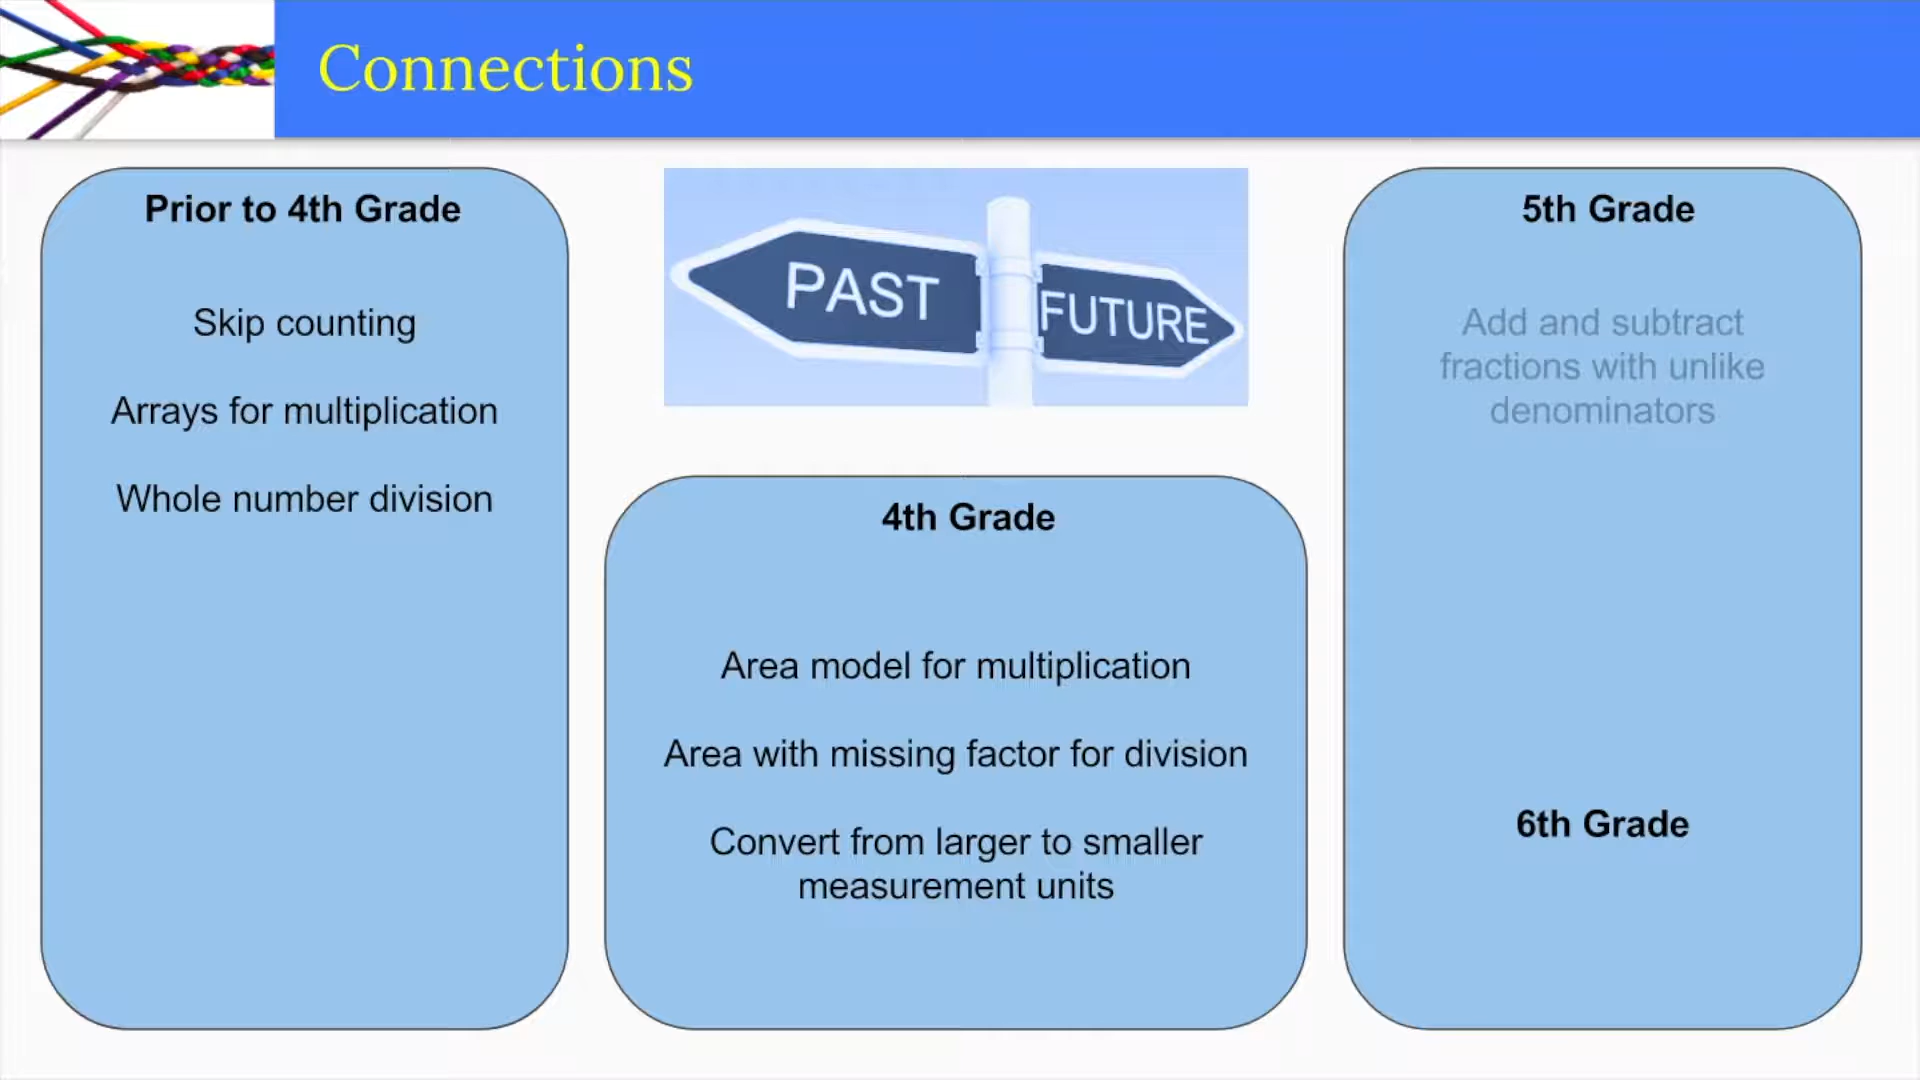 Connections
Prior to 4th Grade
Skip counting
Arrays for multiplication
Whole number division
PAST
FUTURE
4th Grade
Area model for multiplication
Area with missing factor for division
Convert from larger to smaller
measurement units
5th Grade
Add and subtract
fractions with unlike
denominators
6th Grade